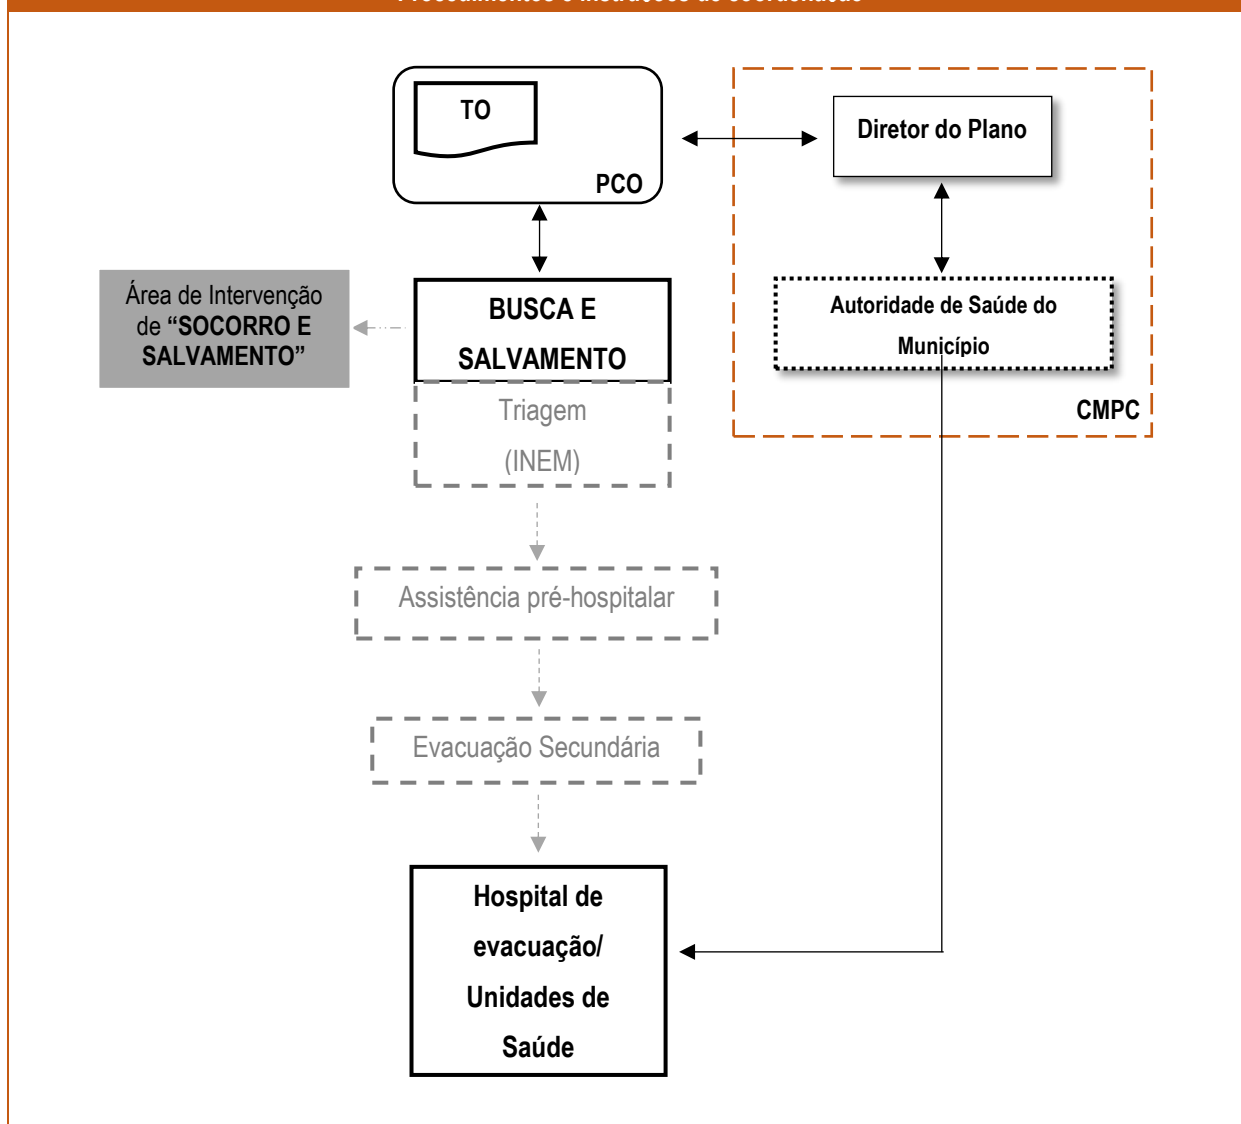 TO
PCO
Diretor do Plano
Área de Intervenção
de “SOCORRO E
SALVAMENTO”
BUSCA E
SALVAMENTO
Autoridade de Saúde do
Município
CMPC
Triagem
(INEM)
Assistência pré-hospitalar
Evacuação Secundária
Hospital de
evacuação/
Unidades de
Saúde